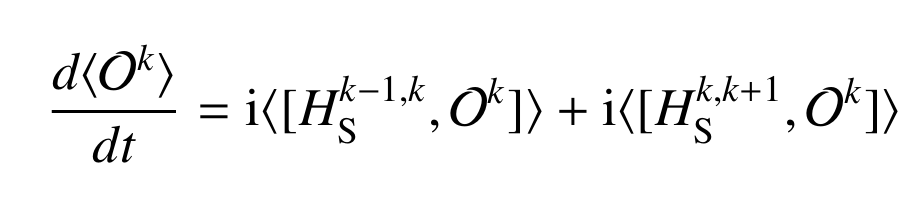 d⟨𝒪^k⟩/dt = i⟨[H_S^{k−1,k}, 𝒪^k]⟩ + i⟨[H_S^{k,k+1}, 𝒪^k]⟩